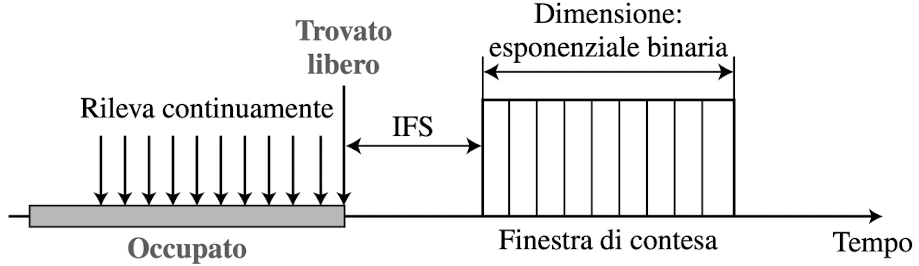 Dimensione:
esponenziale binaria
Trovato
libero
Rileva continuamente
IFS
Occupato
Finestra di contesa
Tempo